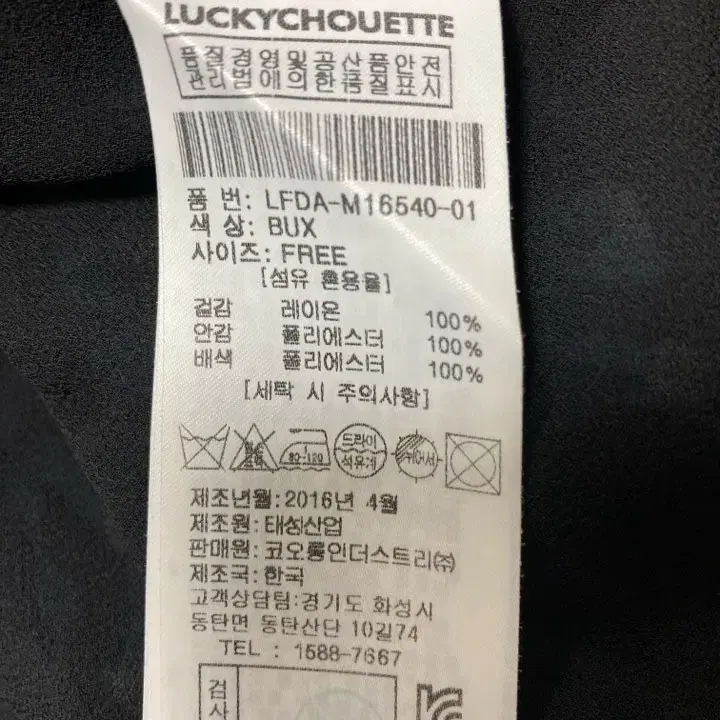 LUCKYCHOUETTE
품질경영및공산품안전
관리법에의한품질표시
품 번: LFDA-M16540-01
색 상: BUX
사이즈: FREE
[섬유 혼용율]
겉감 레이온 100%
안감 폴리에스터 100%
배색 폴리에스터 100%
[세탁 시 주의사항]
80-120
드라이
석유계
뉘어서
제조년월:2016년 4월
제조원:태성산업
판매원:코오롱인더스트리㈜
제조국:한국
고객상담팀:경기도 화성시
동탄면 동탄산단 10길74
TEL : 1588-7667
검
사